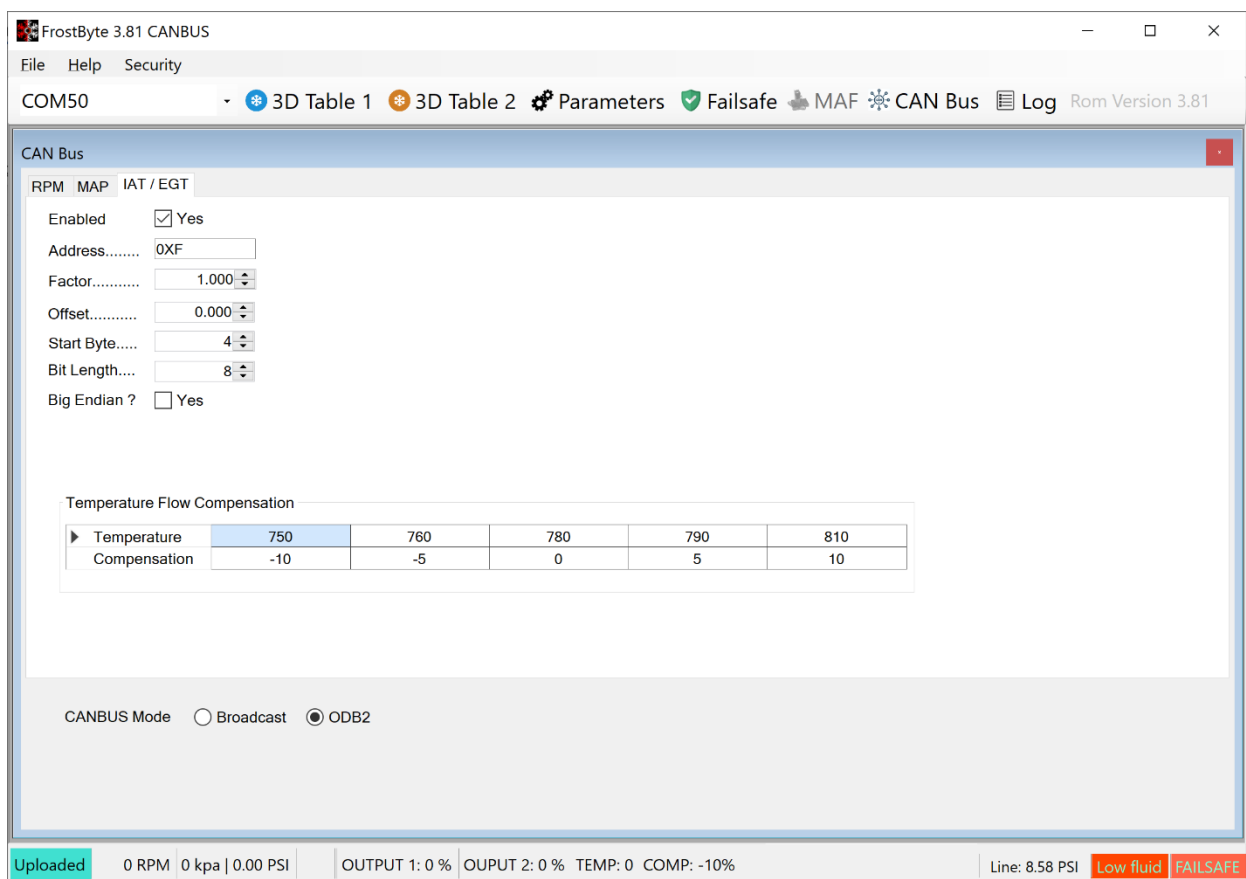 FrostByte 3.81 CANBUS
File Help Security
COM50 3D Table 1 3D Table 2 Parameters Failsafe MAF CAN Bus Log Rom Version 3.81
CAN Bus
RPM MAP IAT / EGT
Enabled Yes
Address........ 0XF
Factor........... 1.000
Offset........... 0.000
Start Byte..... 4
Bit Length.... 8
Big Endian ? Yes
Temperature Flow Compensation
Temperature 750 760 780 790 810
Compensation -10 -5 0 5 10
CANBUS Mode Broadcast ODB2
Uploaded 0 RPM 0 kpa | 0.00 PSI OUTPUT 1: 0 % OUPUT 2: 0 % TEMP: 0 COMP: -10% Line: 8.58 PSI Low fluid FAILSAFE